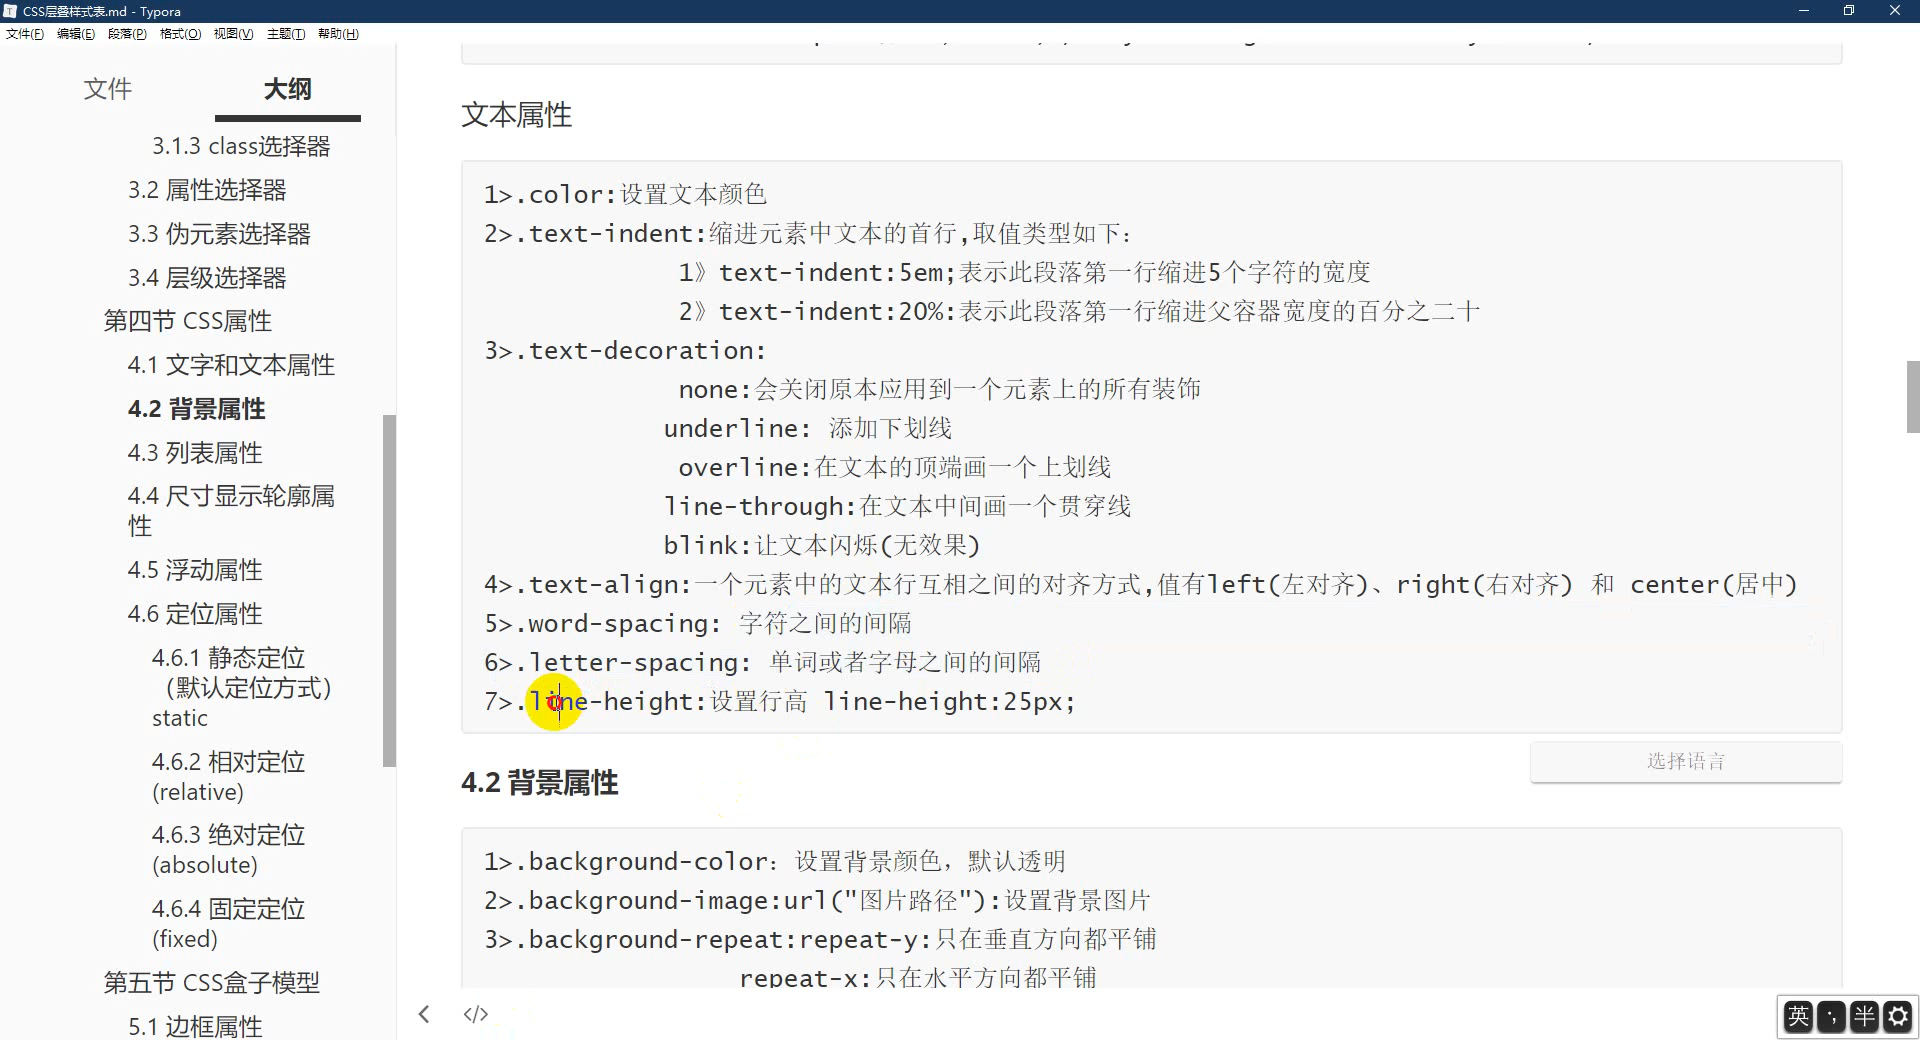 CSS层叠样式表.md - Typora
文件(F) 编辑(E) 段落(P) 格式(O) 视图(V) 主题(T) 帮助(H)
文件 大纲
3.1.3 class选择器
3.2 属性选择器
3.3 伪元素选择器
3.4 层级选择器
第四节 CSS属性
4.1 文字和文本属性
4.2 背景属性
4.3 列表属性
4.4 尺寸显示轮廓属
性
4.5 浮动属性
4.6 定位属性
4.6.1 静态定位
（默认定位方式）
static
4.6.2 相对定位
(relative)
4.6.3 绝对定位
(absolute)
4.6.4 固定定位
(fixed)
第五节 CSS盒子模型
5.1 边框属性
文本属性
1>.color:设置文本颜色
2>.text-indent:缩进元素中文本的首行,取值类型如下：
1》text-indent:5em;表示此段落第一行缩进5个字符的宽度
2》text-indent:20%:表示此段落第一行缩进父容器宽度的百分之二十
3>.text-decoration:
none:会关闭原本应用到一个元素上的所有装饰
underline: 添加下划线
overline:在文本的顶端画一个上划线
line-through:在文本中间画一个贯穿线
blink:让文本闪烁(无效果)
4>.text-align:一个元素中的文本行互相之间的对齐方式,值有left(左对齐)、right(右对齐) 和 center(居中)
5>.word-spacing: 字符之间的间隔
6>.letter-spacing: 单词或者字母之间的间隔
7>.line-height:设置行高 line-height:25px;
选择语言
4.2 背景属性
1>.background-color：设置背景颜色，默认透明
2>.background-image:url("图片路径"):设置背景图片
3>.background-repeat:repeat-y:只在垂直方向都平铺
repeat-x:只在水平方向都平铺
英 ·, 半